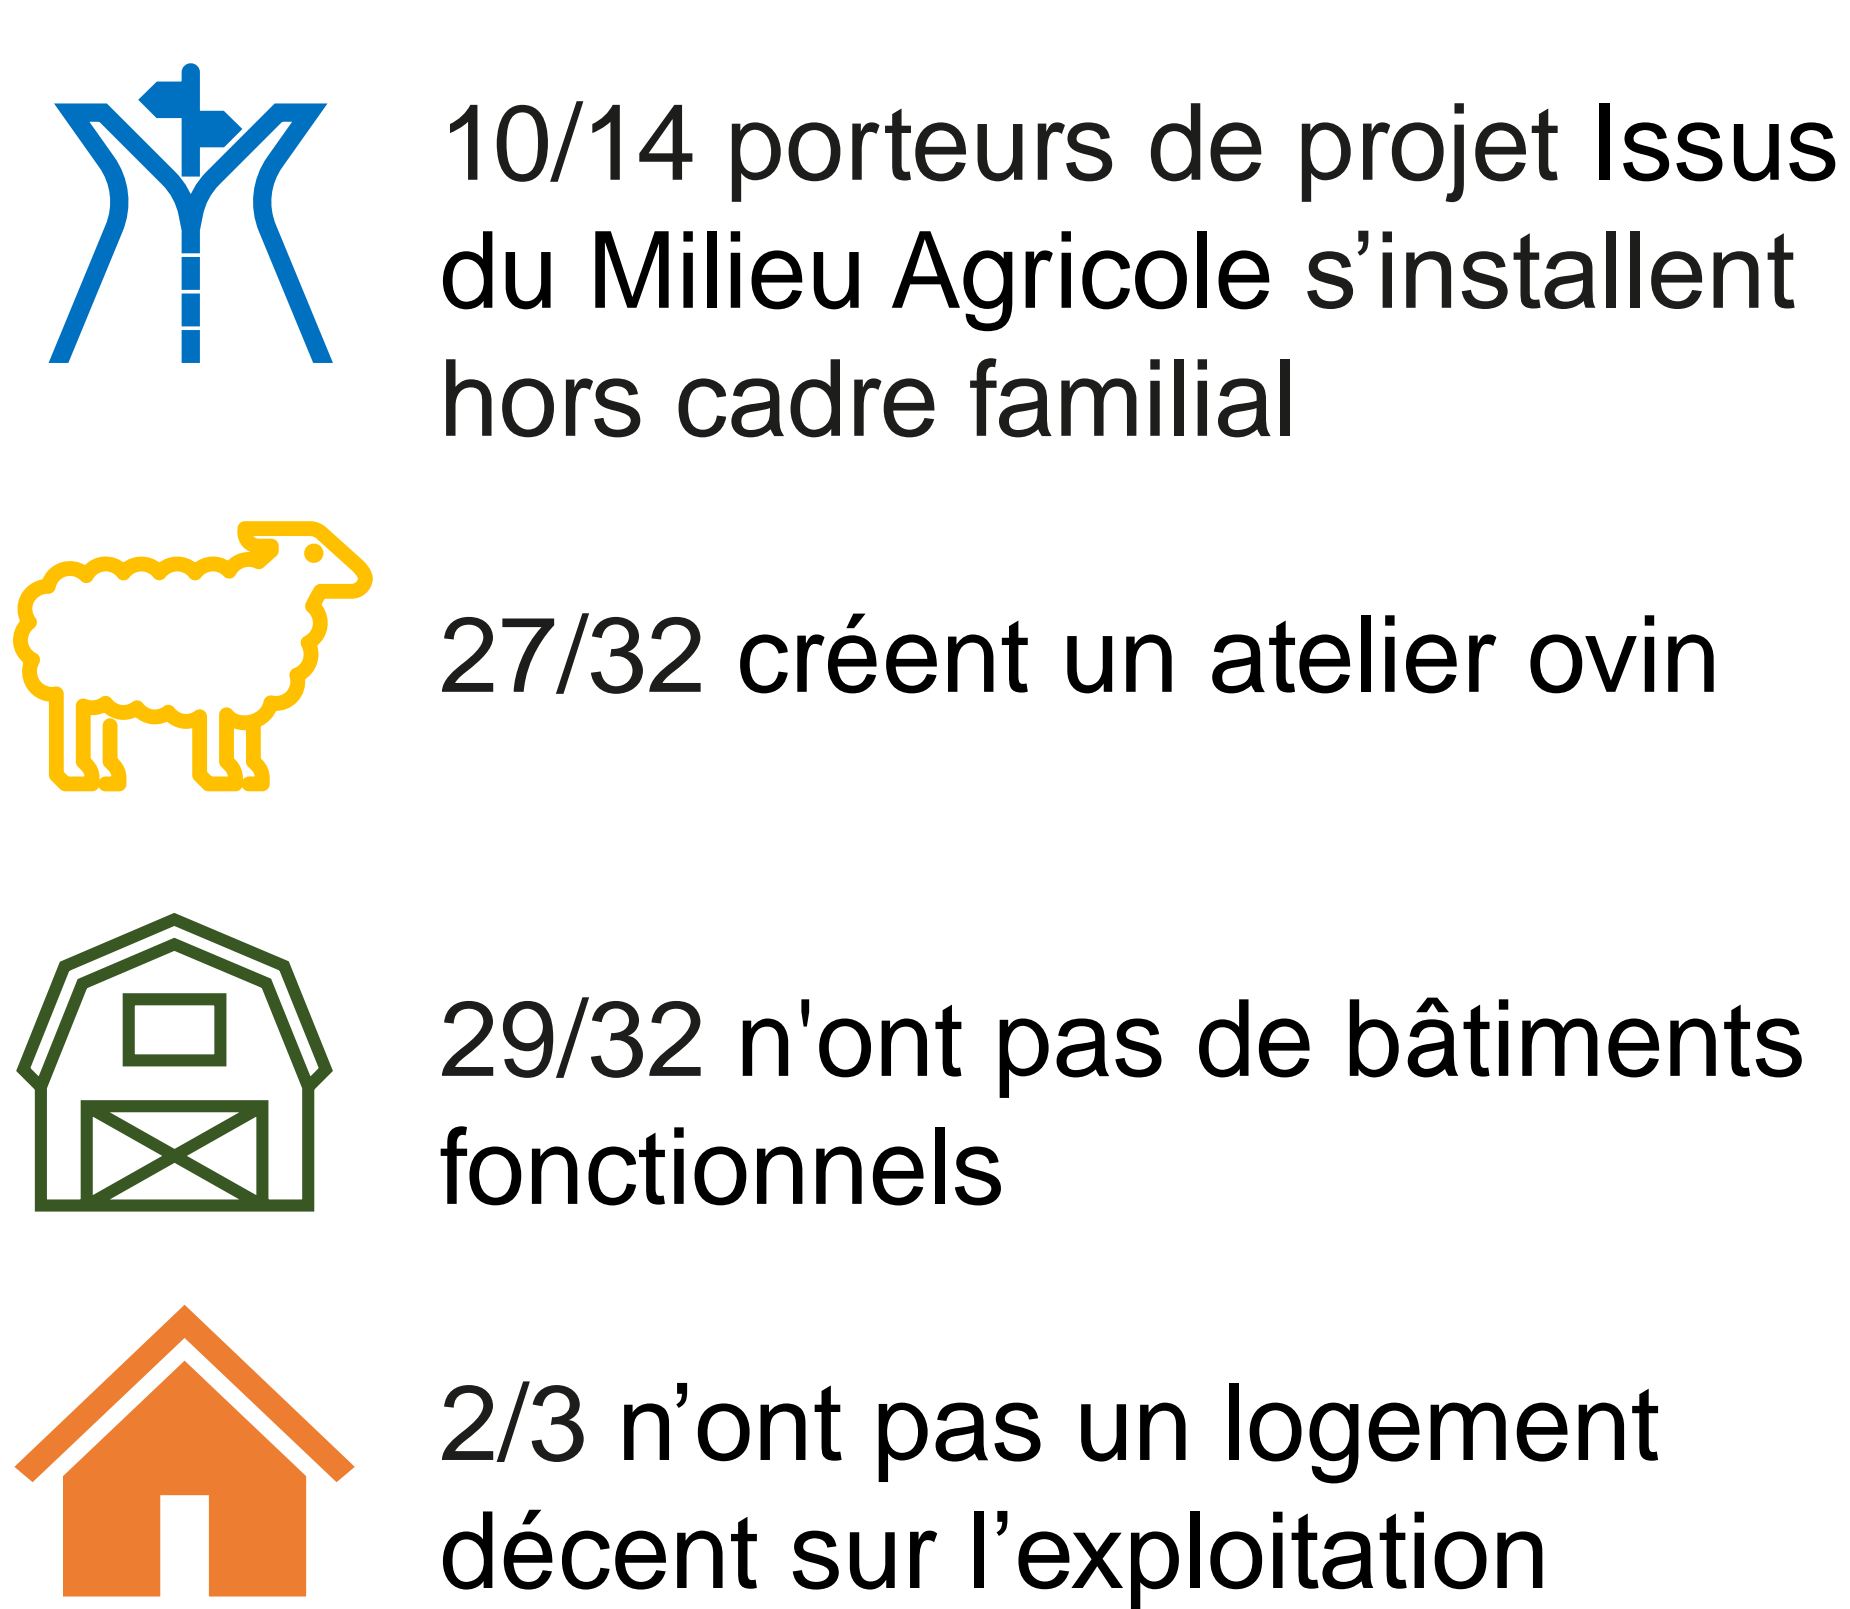 10/14 porteurs de projet Issus
du Milieu Agricole s’installent
hors cadre familial
27/32 créent un atelier ovin
29/32 n'ont pas de bâtiments
fonctionnels
2/3 n’ont pas un logement
décent sur l’exploitation